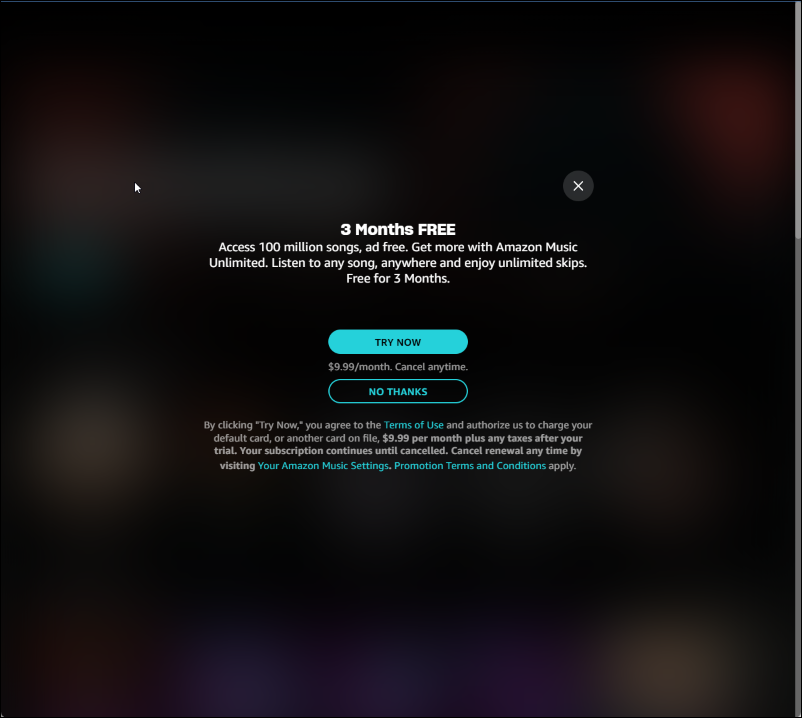 3 Months FREE
Access 100 million songs, ad free. Get more with Amazon Music
Unlimited. Listen to any song, anywhere and enjoy unlimited skips.
Free for 3 Months.
TRY NOW
$9.99/month. Cancel anytime.
NO THANKS
By clicking "Try Now," you agree to the Terms of Use and authorize us to charge your
default card, or another card on file, $9.99 per month plus any taxes after your
trial. Your subscription continues until cancelled. Cancel renewal any time by
visiting Your Amazon Music Settings. Promotion Terms and Conditions apply.